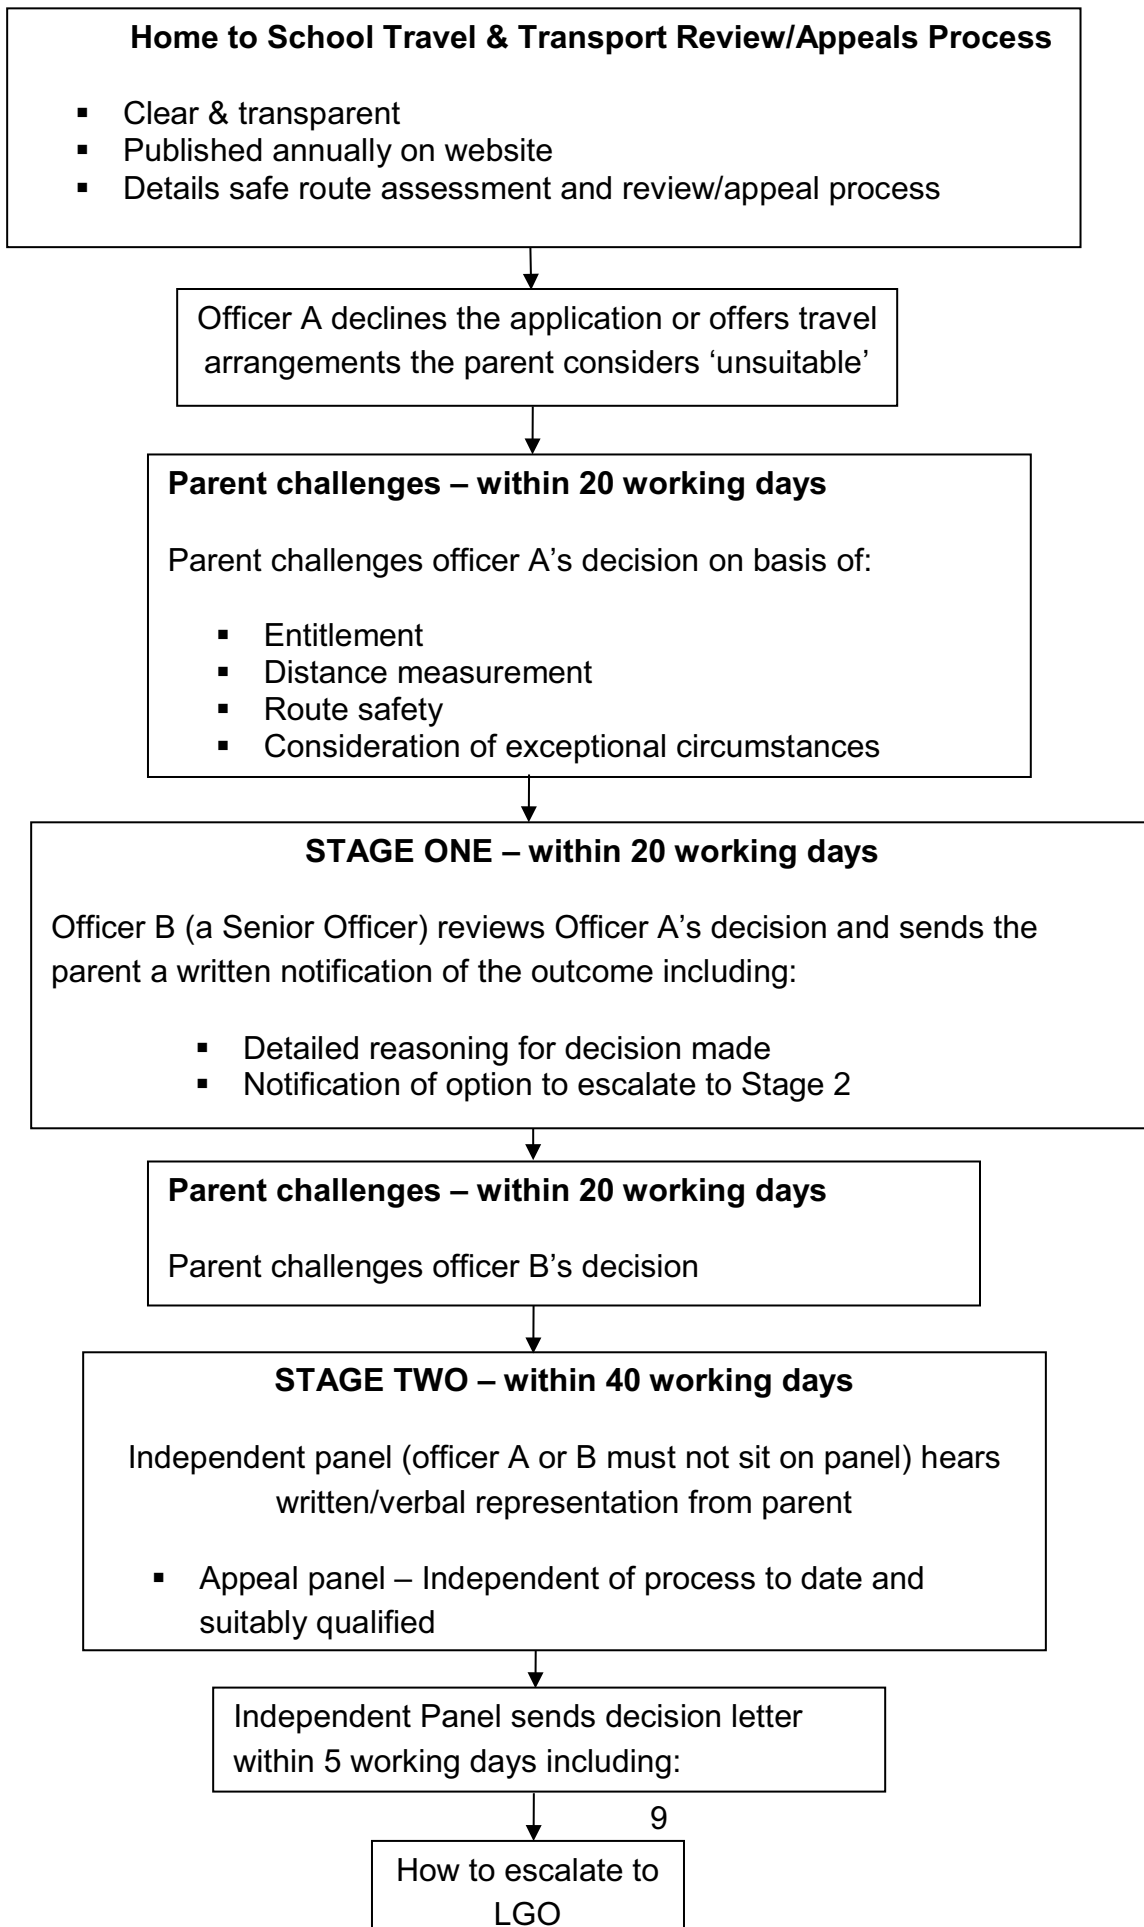 Home to School Travel & Transport Review/Appeals Process
▪ Clear & transparent
▪ Published annually on website
▪ Details safe route assessment and review/appeal process
Officer A declines the application or offers travel
arrangements the parent considers ‘unsuitable’
Parent challenges – within 20 working days
Parent challenges officer A’s decision on basis of:
▪ Entitlement
▪ Distance measurement
▪ Route safety
▪ Consideration of exceptional circumstances
STAGE ONE – within 20 working days
Officer B (a Senior Officer) reviews Officer A’s decision and sends the
parent a written notification of the outcome including:
▪ Detailed reasoning for decision made
▪ Notification of option to escalate to Stage 2
Parent challenges – within 20 working days
Parent challenges officer B’s decision
STAGE TWO – within 40 working days
Independent panel (officer A or B must not sit on panel) hears
written/verbal representation from parent
▪ Appeal panel – Independent of process to date and
suitably qualified
Independent Panel sends decision letter
within 5 working days including:
9
How to escalate to
LGO